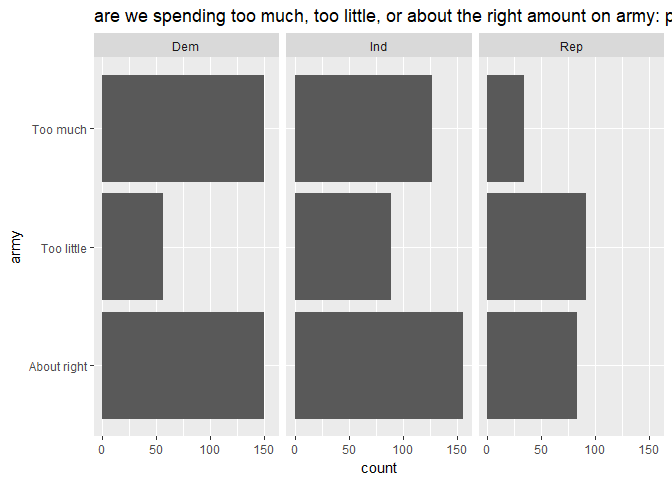 are we spending too much, too little, or about the right amount on army: p
Dem Ind Rep
Too much
Too little
About right
army
0 50 100 150 0 50 100 150 0 50 100 150
count